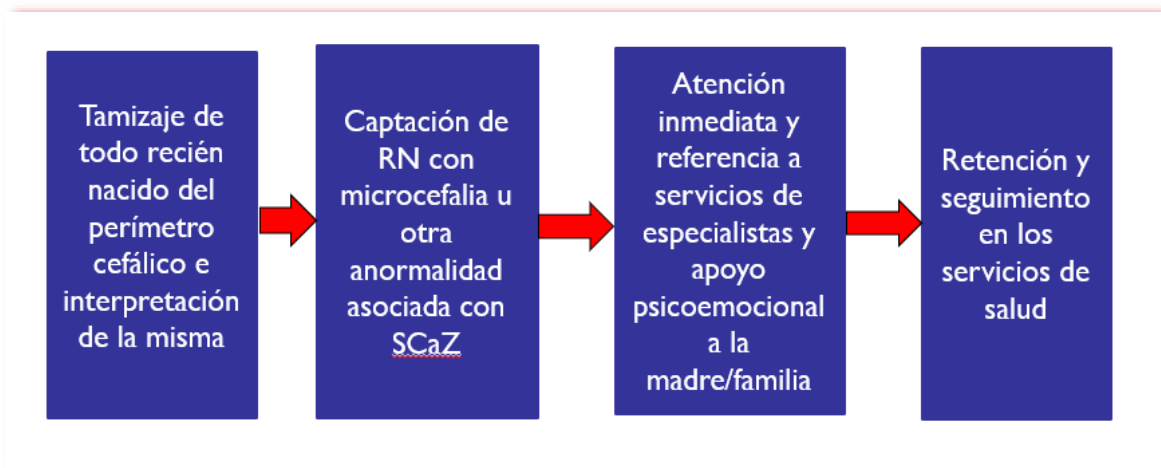 Tamizaje de
todo recién
nacido del
perímetro
cefálico e
interpretación
de la misma
Captación de
RN con
microcefalia u
otra
anormalidad
asociada con
SCaZ
Atención
inmediata y
referencia a
servicios de
especialistas y
apoyo
psicoemocional
a la
madre/familia
Retención y
seguimiento
en los
servicios de
salud